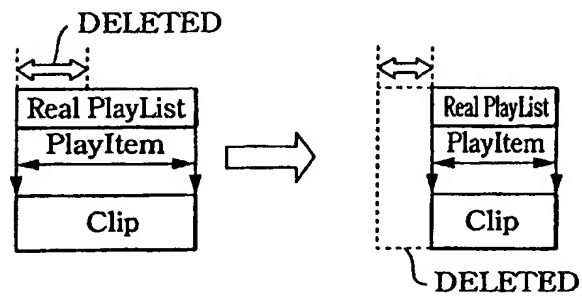 DELETED
Real PlayList
PlayItem
Clip
Real PlayList
PlayItem
Clip
DELETED